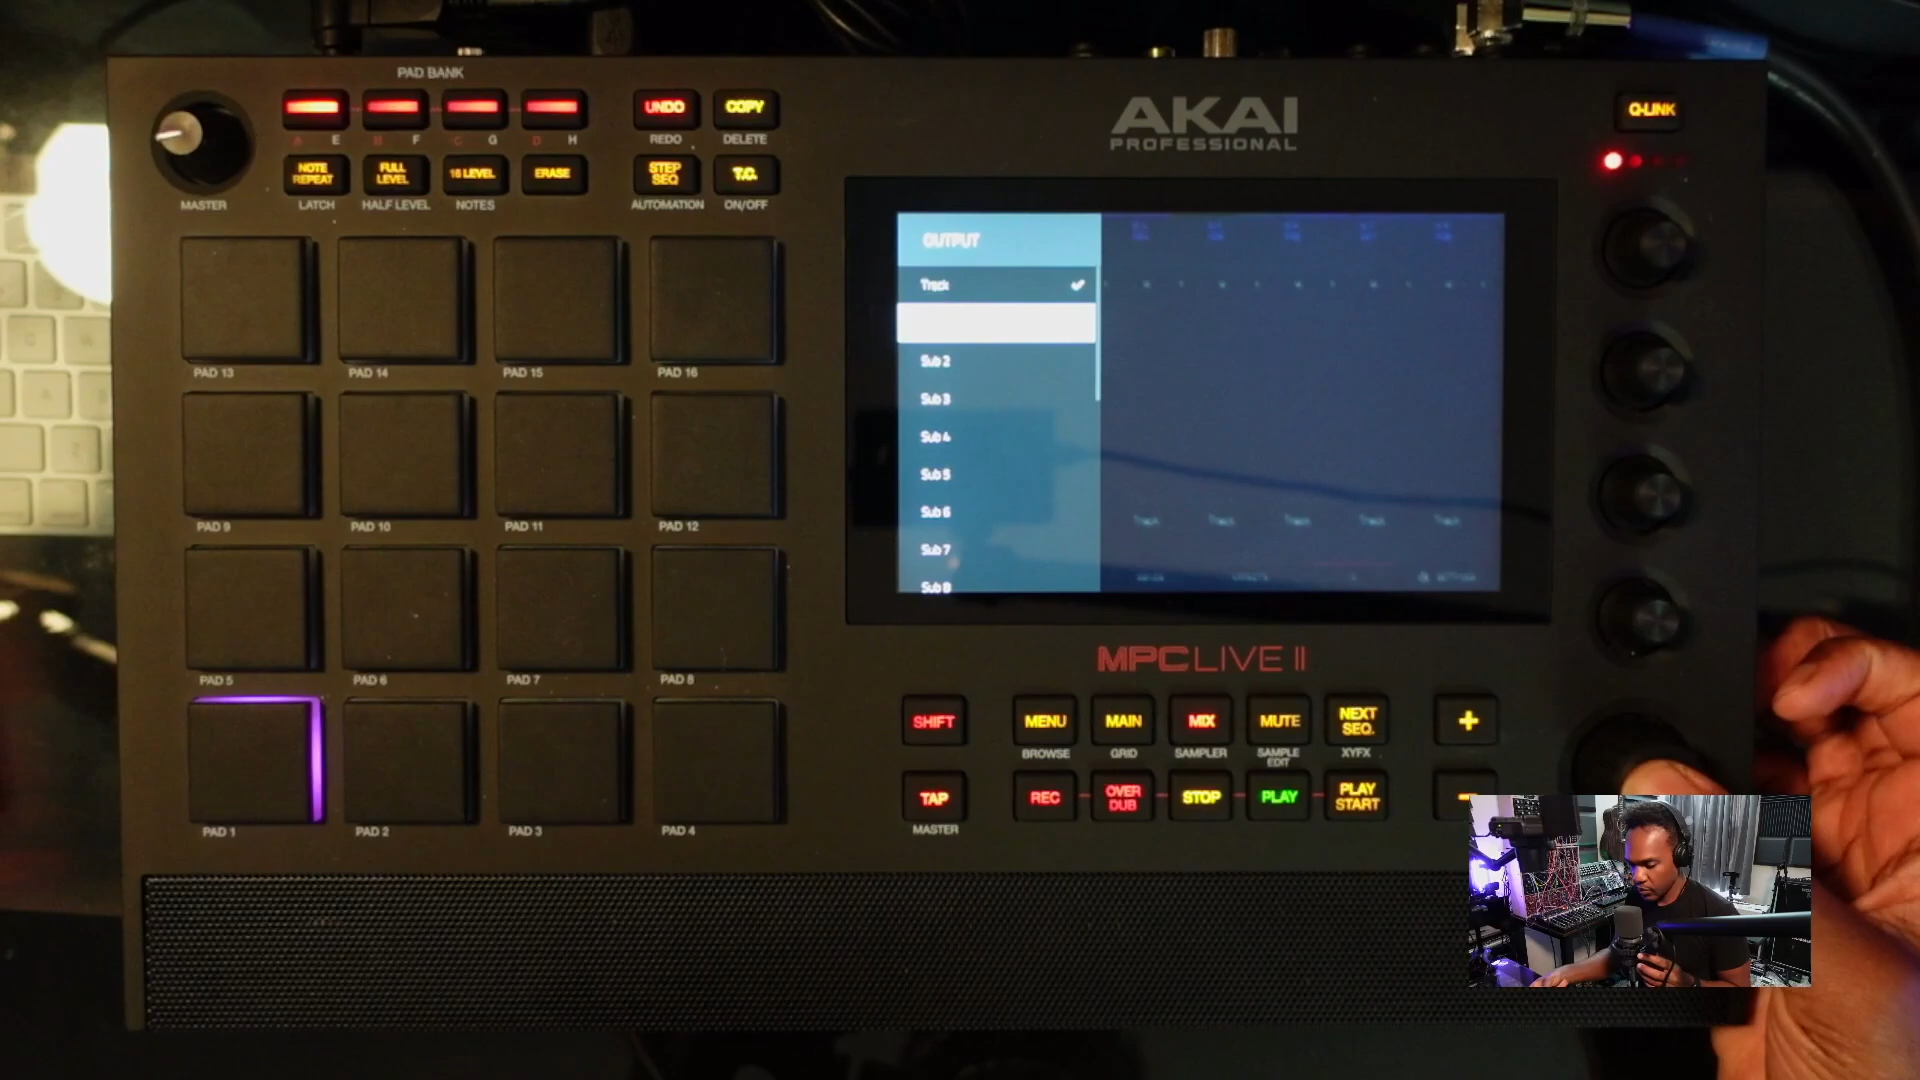 PAD BANK
A E B F C G D H
UNDO COPY
REDO DELETE
NOTE REPEAT FULL LEVEL 16 LEVEL ERASE STEP SEQ T.C.
MASTER LATCH HALF LEVEL NOTES AUTOMATION ON/OFF
AKAI
PROFESSIONAL
Q-LINK
OUTPUT
Track
Sub 2
Sub 3
Sub 4
Sub 5
Sub 6
Sub 7
Sub 8
Track Track Track Track Track
PAD 13 PAD 14 PAD 15 PAD 16
PAD 9 PAD 10 PAD 11 PAD 12
PAD 5 PAD 6 PAD 7 PAD 8
PAD 1 PAD 2 PAD 3 PAD 4
MPC LIVE II
SHIFT MENU MAIN MIX MUTE NEXT SEQ. +
BROWSE GRID SAMPLER SAMPLE EDIT XYFX
TAP REC OVER DUB STOP PLAY PLAY START -
MASTER